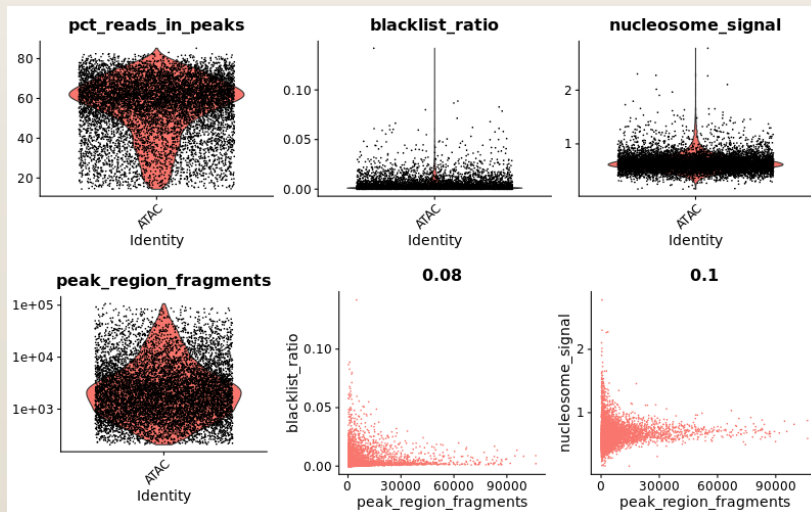 pct_reads_in_peaks
80
60
40
20
ATAC
Identity
blacklist_ratio
0.10
0.05
0.00
ATAC
Identity
nucleosome_signal
2
1
ATAC
Identity
peak_region_fragments
1e+05
1e+04
1e+03
ATAC
Identity
0.08
blacklist_ratio
0.10
0.05
0.00
0 30000 60000 90000
peak_region_fragments
0.1
nucleosome_signal
2
1
0 30000 60000 90000
peak_region_fragments